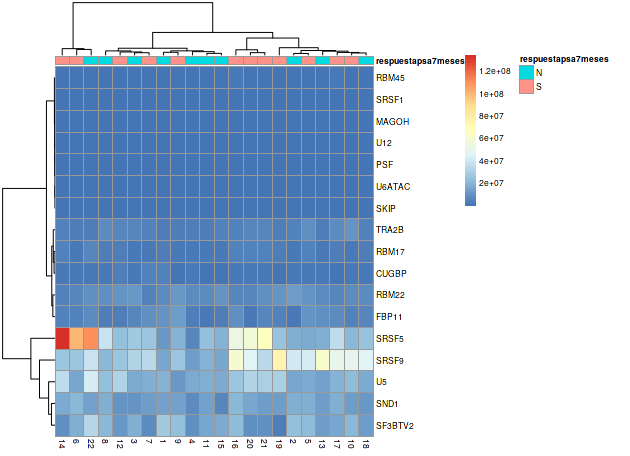 respuestapsa7meses
RBM45
SRSF1
MAGOH
U12
PSF
U6ATAC
SKIP
TRA2B
RBM17
CUGBP
RBM22
FBP11
SRSF5
SRSF9
U5
SND1
SF3BTV2
14 6 22 8 12 3 7 1 9 4 11 15 16 20 21 19 2 5 13 17 10 18
1.2e+08
1e+08
8e+07
6e+07
4e+07
2e+07
respuestapsa7meses
N
S